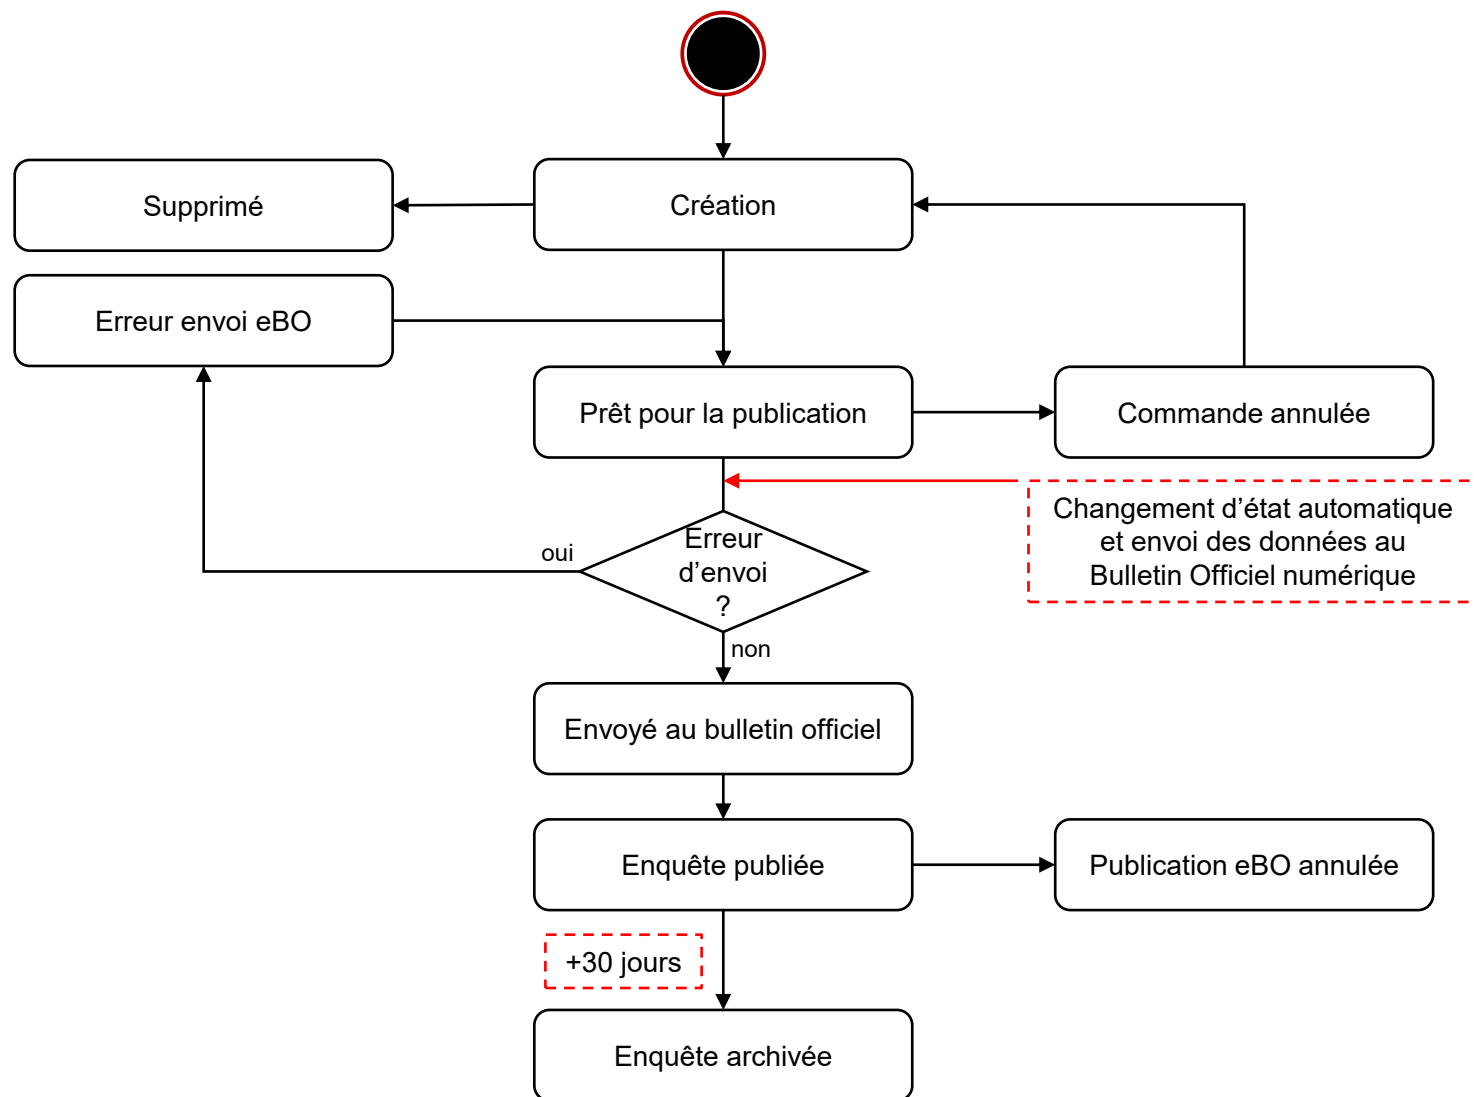 Supprimé
Création
Erreur envoi eBO
Prêt pour la publication
Commande annulée
Changement d’état automatique
et envoi des données au
Bulletin Officiel numérique
oui
Erreur
d’envoi
?
non
Envoyé au bulletin officiel
Enquête publiée
Publication eBO annulée
+30 jours
Enquête archivée